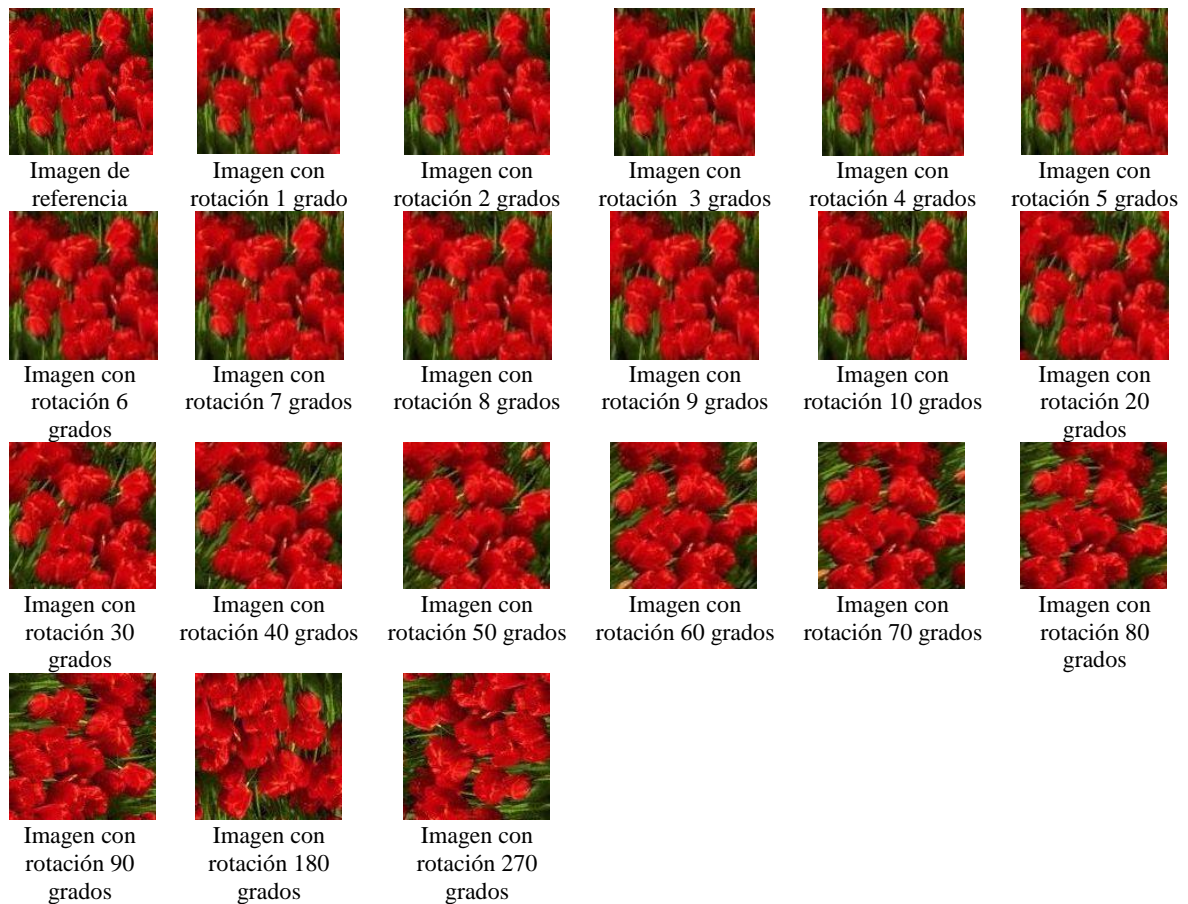 Imagen de
referencia
Imagen con
rotación 1 grado
Imagen con
rotación 2 grados
Imagen con
rotación  3 grados
Imagen con
rotación 4 grados
Imagen con
rotación 5 grados
Imagen con
rotación 6
grados
Imagen con
rotación 7 grados
Imagen con
rotación 8 grados
Imagen con
rotación 9 grados
Imagen con
rotación 10 grados
Imagen con
rotación 20
grados
Imagen con
rotación 30
grados
Imagen con
rotación 40 grados
Imagen con
rotación 50 grados
Imagen con
rotación 60 grados
Imagen con
rotación 70 grados
Imagen con
rotación 80
grados
Imagen con
rotación 90
grados
Imagen con
rotación 180
grados
Imagen con
rotación 270
grados